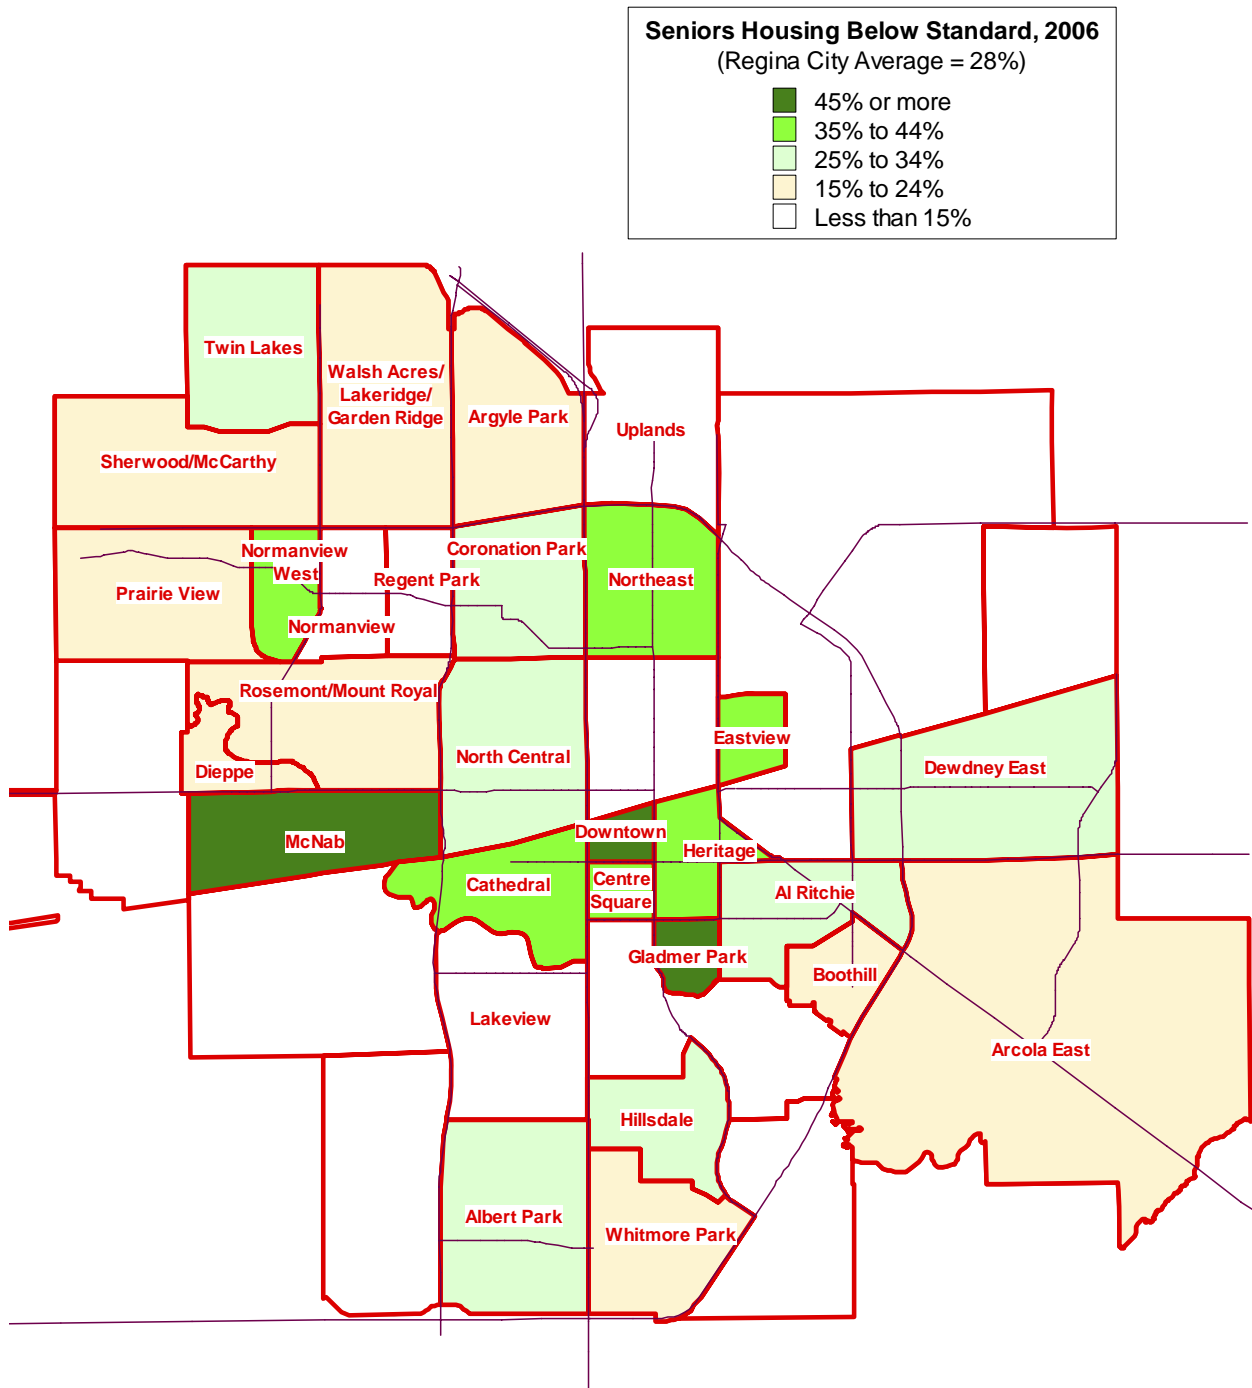 Seniors Housing Below Standard, 2006
(Regina City Average = 28%)
45% or more
35% to 44%
25% to 34%
15% to 24%
Less than 15%
Twin Lakes
Walsh Acres/
Lakeridge/
Garden Ridge
Argyle Park
Uplands
Sherwood/McCarthy
Normanview
West
Coronation Park
Regent Park
Northeast
Prairie View
Normanview
Rosemont/Mount Royal
Eastview
North Central
Dieppe
Dewdney East
McNab
Downtown
Heritage
Cathedral
Centre
Square
Al Ritchie
Gladmer Park
Boothill
Lakeview
Arcola East
Hillsdale
Albert Park
Whitmore Park